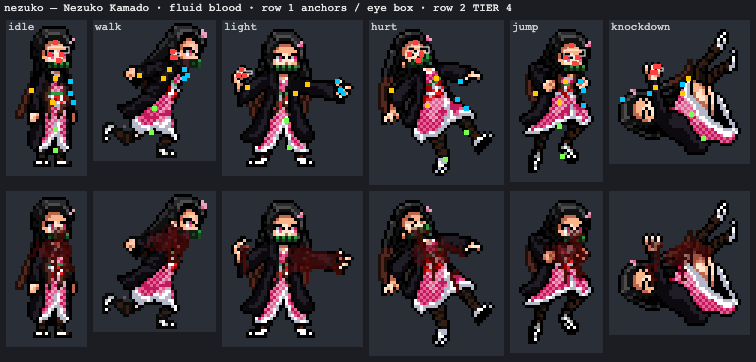 nezuko — Nezuko Kamado · fluid blood · row 1 anchors / eye box · row 2 TIER 4
idle walk light hurt jump knockdown